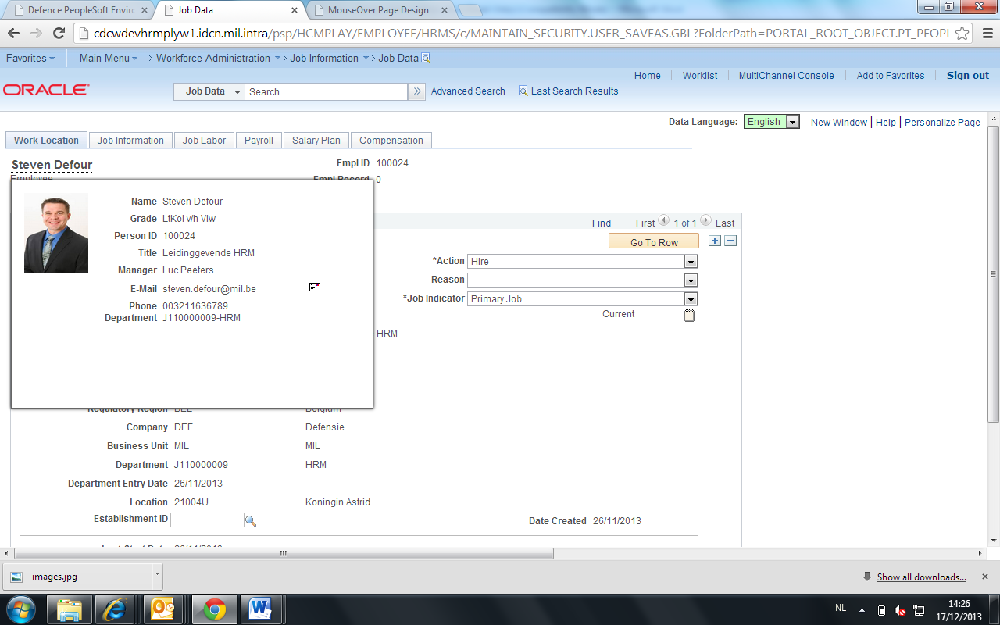 Defence PeopleSoft Enviro
Job Data
MouseOver Page Design
cdcwdevhrmplyw1.idcn.mil.intra/psp/HCMPLAY/EMPLOYEE/HRMS/c/MAINTAIN_SECURITY.USER_SAVEAS.GBL?FolderPath=PORTAL_ROOT_OBJECT.PT_PEOPL
Favorites Main Menu > Workforce Administration > Job Information > Job Data
Home Worklist MultiChannel Console Add to Favorites Sign out
ORACLE
Job Data Search >> Advanced Search Last Search Results
Data Language: English New Window | Help | Personalize Page
Work Location Job Information Job Labor Payroll Salary Plan Compensation
Steven Defour Empl ID 100024
Employee Empl Record 0
Name Steven Defour
Grade LtKol v/h Vlw
Person ID 100024
Title Leidinggevende HRM
Manager Luc Peeters
E-Mail steven.defour@mil.be
Phone 003211636789
Department J110000009-HRM
Find First 1 of 1 Last
Go To Row
*Action Hire
Reason
*Job Indicator Primary Job
Current
HRM
Regulatory Region BEL Belgium
Company DEF Defensie
Business Unit MIL MIL
Department J110000009 HRM
Department Entry Date 26/11/2013
Location 21004U Koningin Astrid
Establishment ID Date Created 26/11/2013
images.jpg
Show all downloads...
NL
14:26
17/12/2013